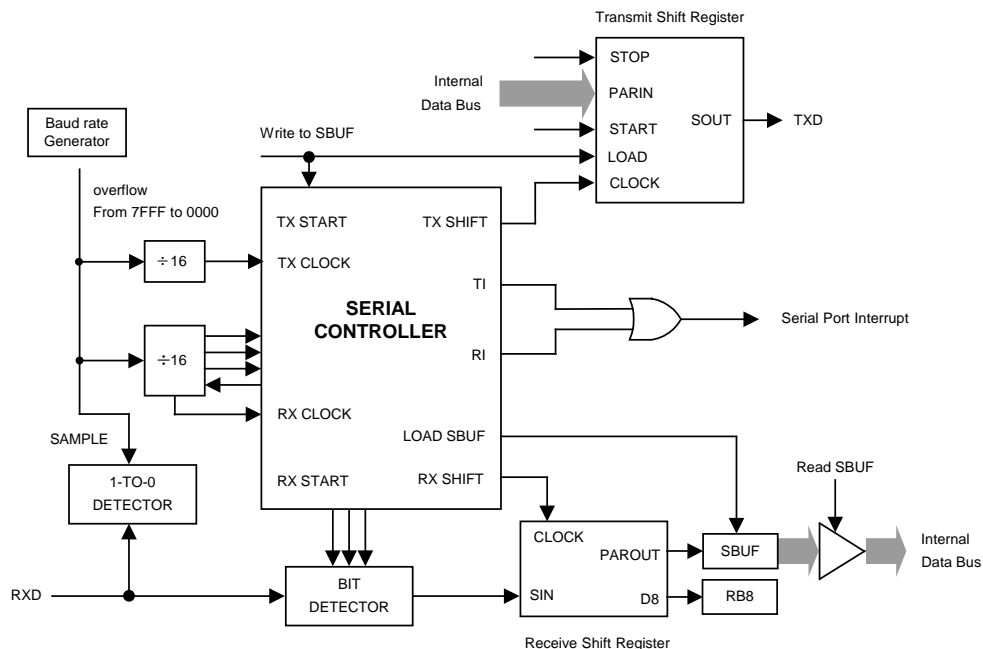 Transmit Shift Register
STOP
Internal
Data Bus
PARIN
START
SOUT
TXD
LOAD
CLOCK
Baud rate
Generator
Write to SBUF
overflow
From 7FFF to 0000
÷16
÷16
SAMPLE
1-TO-0
DETECTOR
TX START
TX SHIFT
TX CLOCK
TI
SERIAL
CONTROLLER
RI
RX CLOCK
LOAD SBUF
RX START
RX SHIFT
Serial Port Interrupt
Read SBUF
CLOCK
PAROUT
SBUF
Internal
Data Bus
RXD
BIT
DETECTOR
SIN
D8
RB8
Receive Shift Register